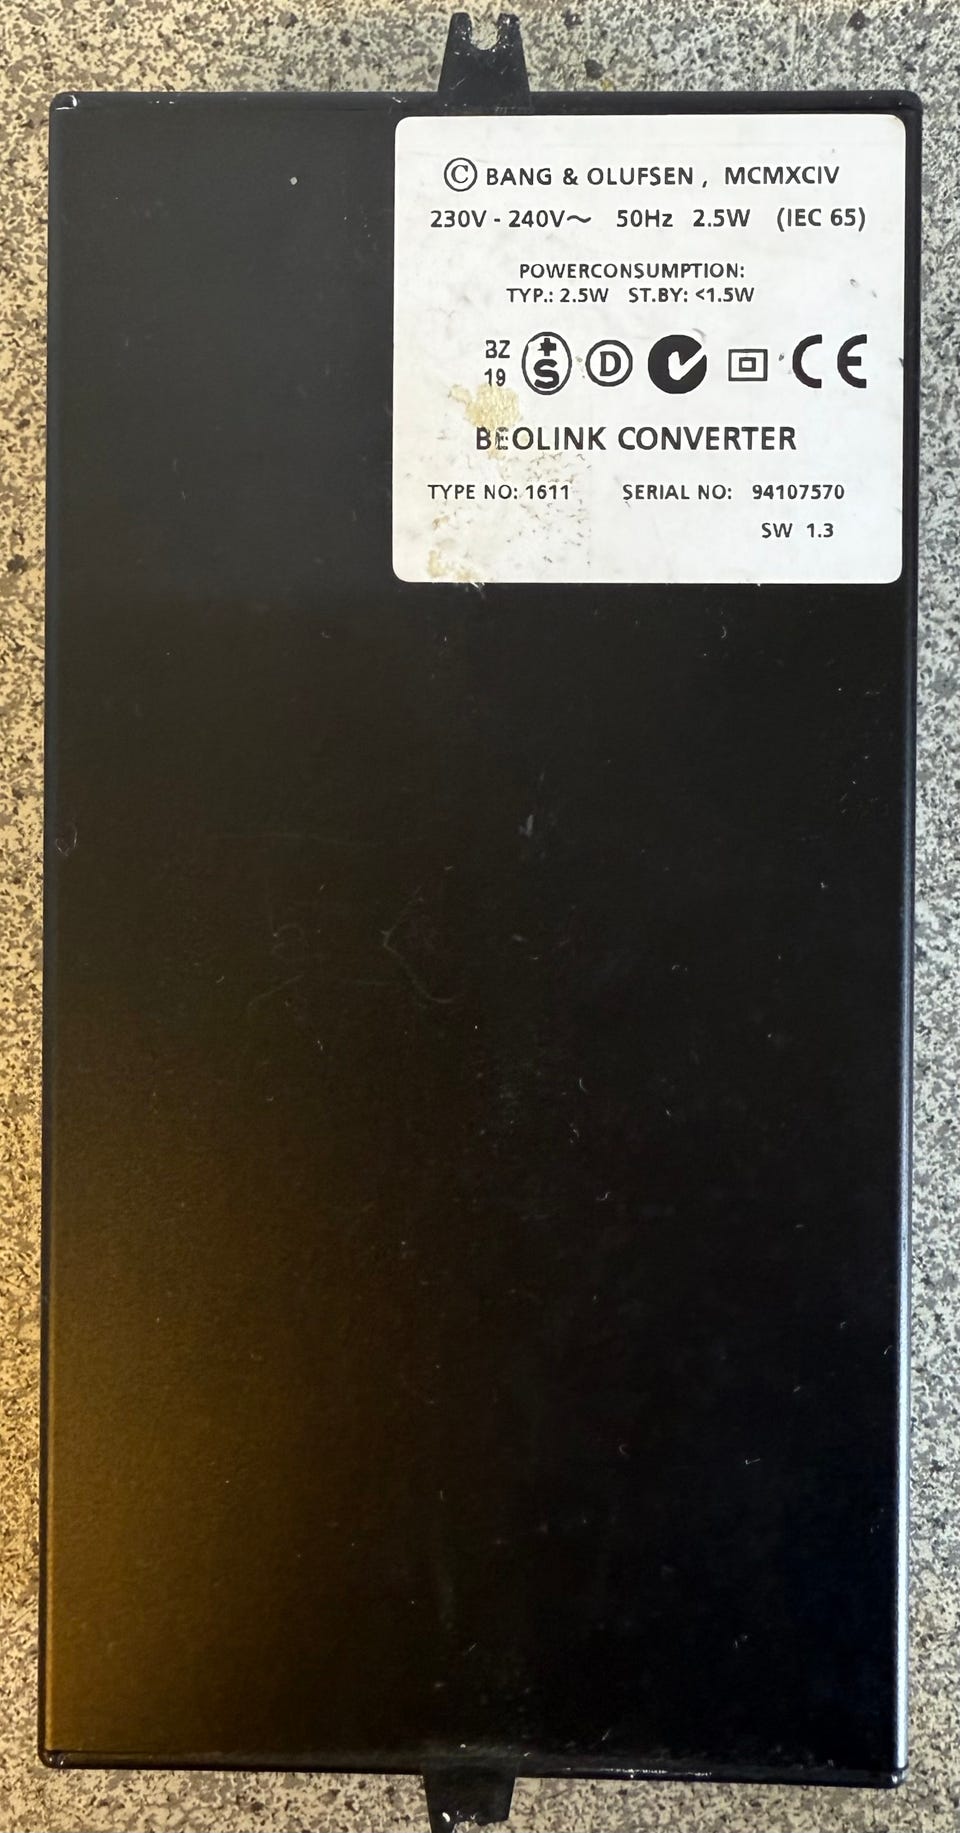 © BANG & OLUFSEN, MCMXCIV
230V - 240V~ 50Hz 2.5W (IEC 65)
POWERCONSUMPTION:
TYP.: 2.5W ST.BY: <1.5W
BZ
19
+S D CE
BEOLINK CONVERTER
TYPE NO: 1611 SERIAL NO: 94107570
SW 1.3